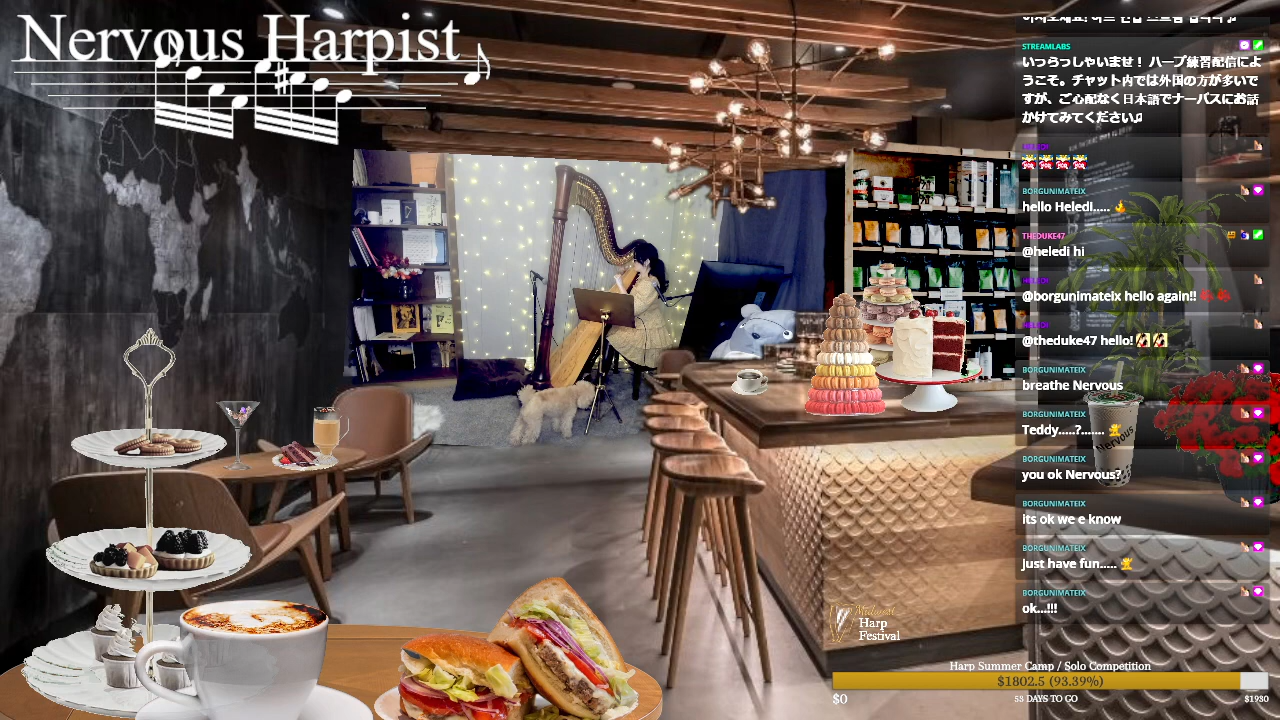 Nervous Harpist
STREAMLABS
いつらっしゃいませ！ ハープ練習配信によ
うこそ。チャット内では外国の方が多いで
すが、ご心配なく日本語でナーバスにお話
かけてみてください♫
HELEDI
BORGUNIMATEIX
hello Heledi.....
THEDUKE47
@heledi hi
HELEDI
@borgunimateix hello again!!
HELEDI
@theduke47 hello!
BORGUNIMATEIX
breathe Nervous
BORGUNIMATEIX
Teddy.....?.......
BORGUNIMATEIX
you ok Nervous?
BORGUNIMATEIX
its ok we e know
BORGUNIMATEIX
Just have fun.....
BORGUNIMATEIX
ok...!!!
NERVOUS
Midwest
Harp
Festival
Harp Summer Camp / Solo Competition
$1802.5 (93.39%)
$0
53 DAYS TO GO
$1930